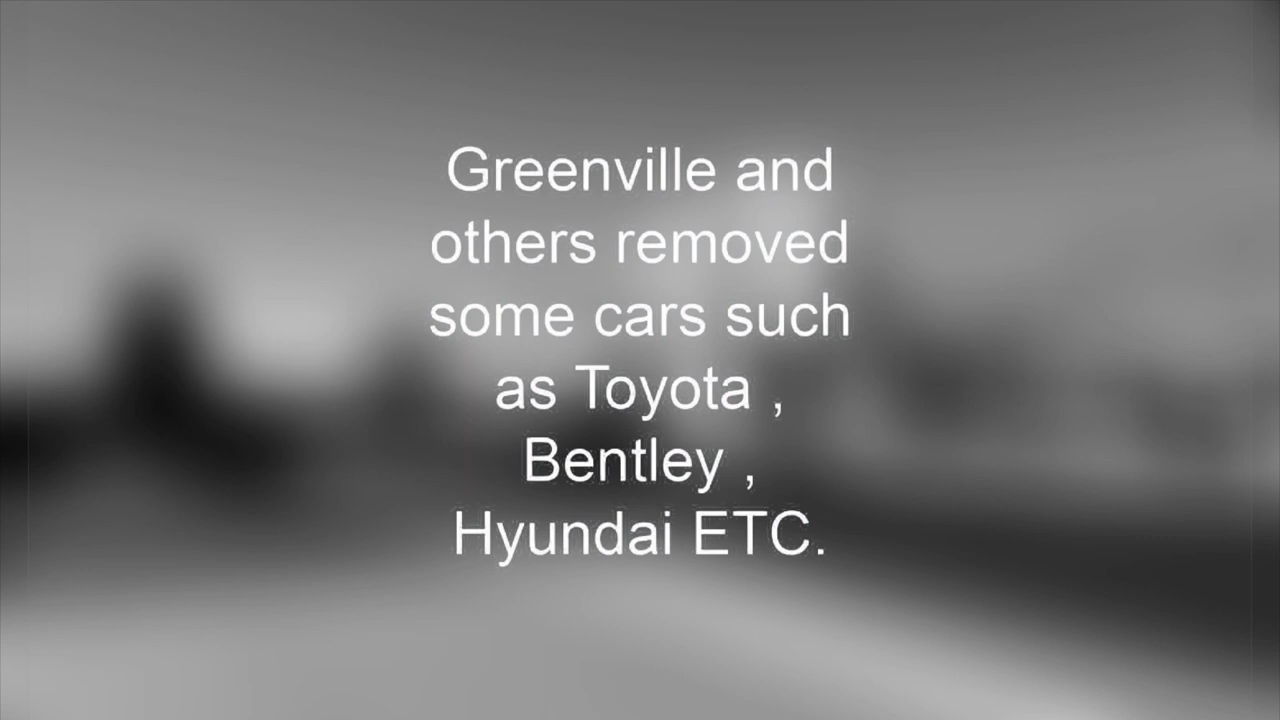 Greenville and
others removed
some cars such
as Toyota ,
Bentley ,
Hyundai ETC.